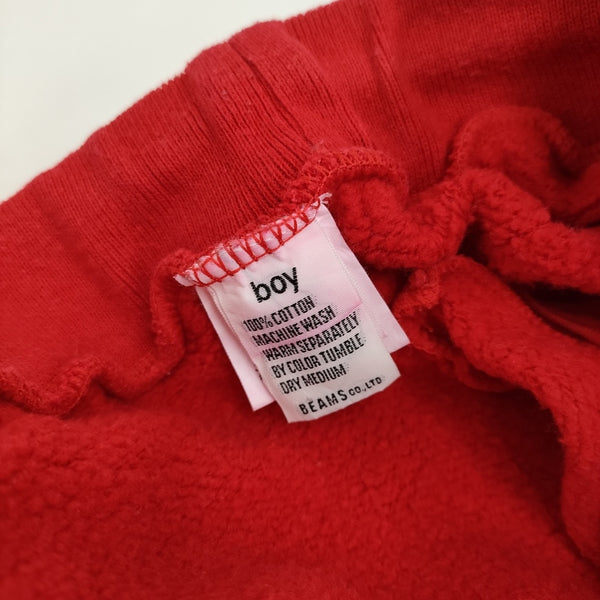 boy
100% COTTON
MACHINE WASH
WARM SEPARATELY
BY COLOR TUMBLE
DRY MEDIUM
BEAMS CO.,LTD